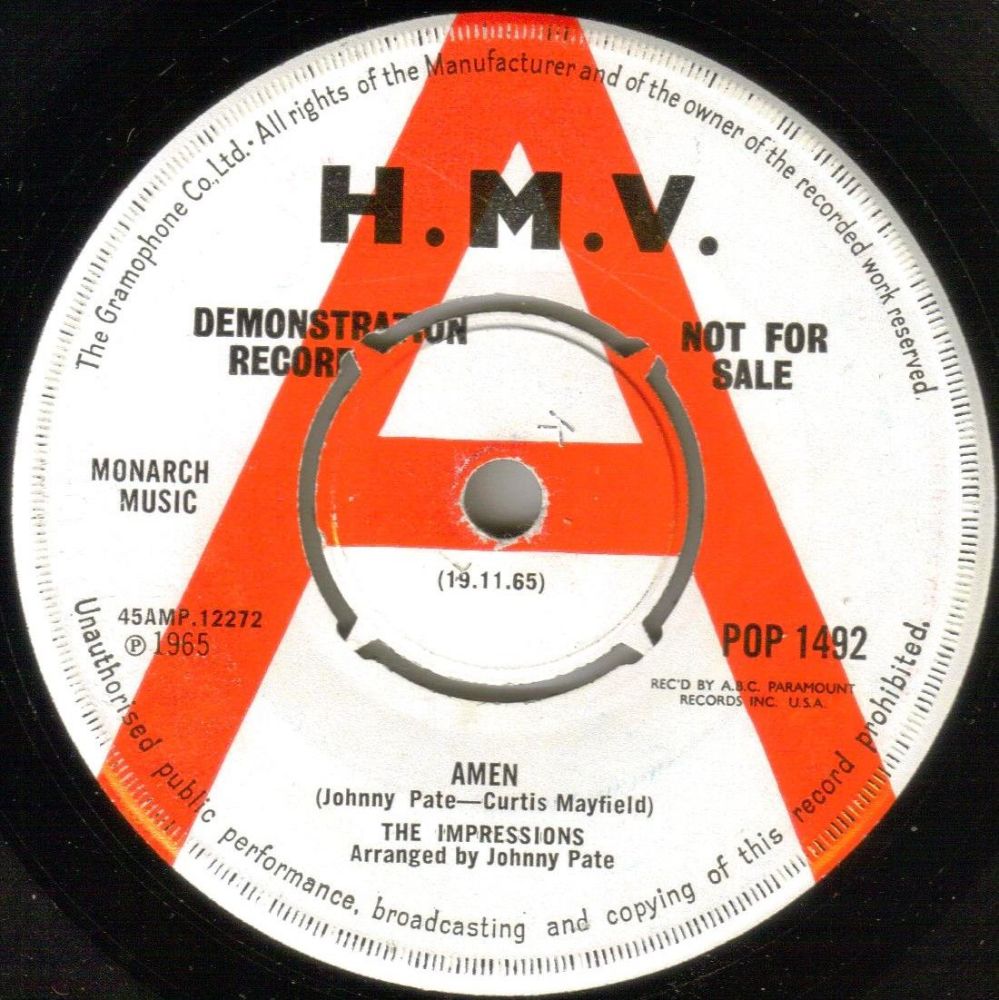 The Gramophone Co., Ltd. · All rights of the Manufacturer and of the owner of the recorded work reserved.
H.M.V.
DEMONSTRATION
RECORD
NOT FOR
SALE
MONARCH
MUSIC
(19.11.65)
45AMP.12272
℗ 1965
POP 1492
REC'D BY A.B.C. PARAMOUNT
RECORDS INC. U.S.A.
AMEN
(Johnny Pate—Curtis Mayfield)
THE IMPRESSIONS
Arranged by Johnny Pate
Unauthorised public performance, broadcasting and copying of this record prohibited.
A